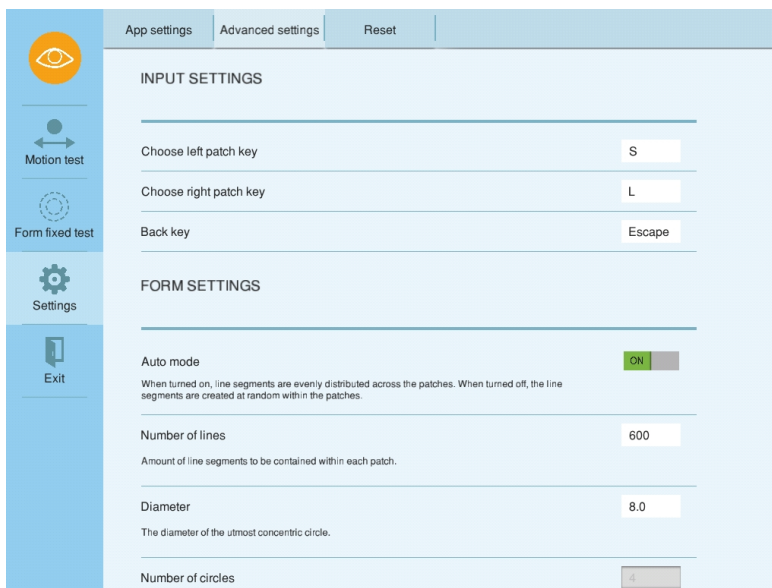 App settings
Advanced settings
Reset
INPUT SETTINGS
Motion test
Choose left patch key
S
Choose right patch key
L
Form fixed test
Back key
Escape
FORM SETTINGS
Settings
Auto mode
ON
When turned on, line segments are evenly distributed across the patches. When turned off, the line
segments are created at random within the patches.
Exit
Number of lines
600
Amount of line segments to be contained within each patch.
Diameter
8.0
The diameter of the utmost concentric circle.
Number of circles
4